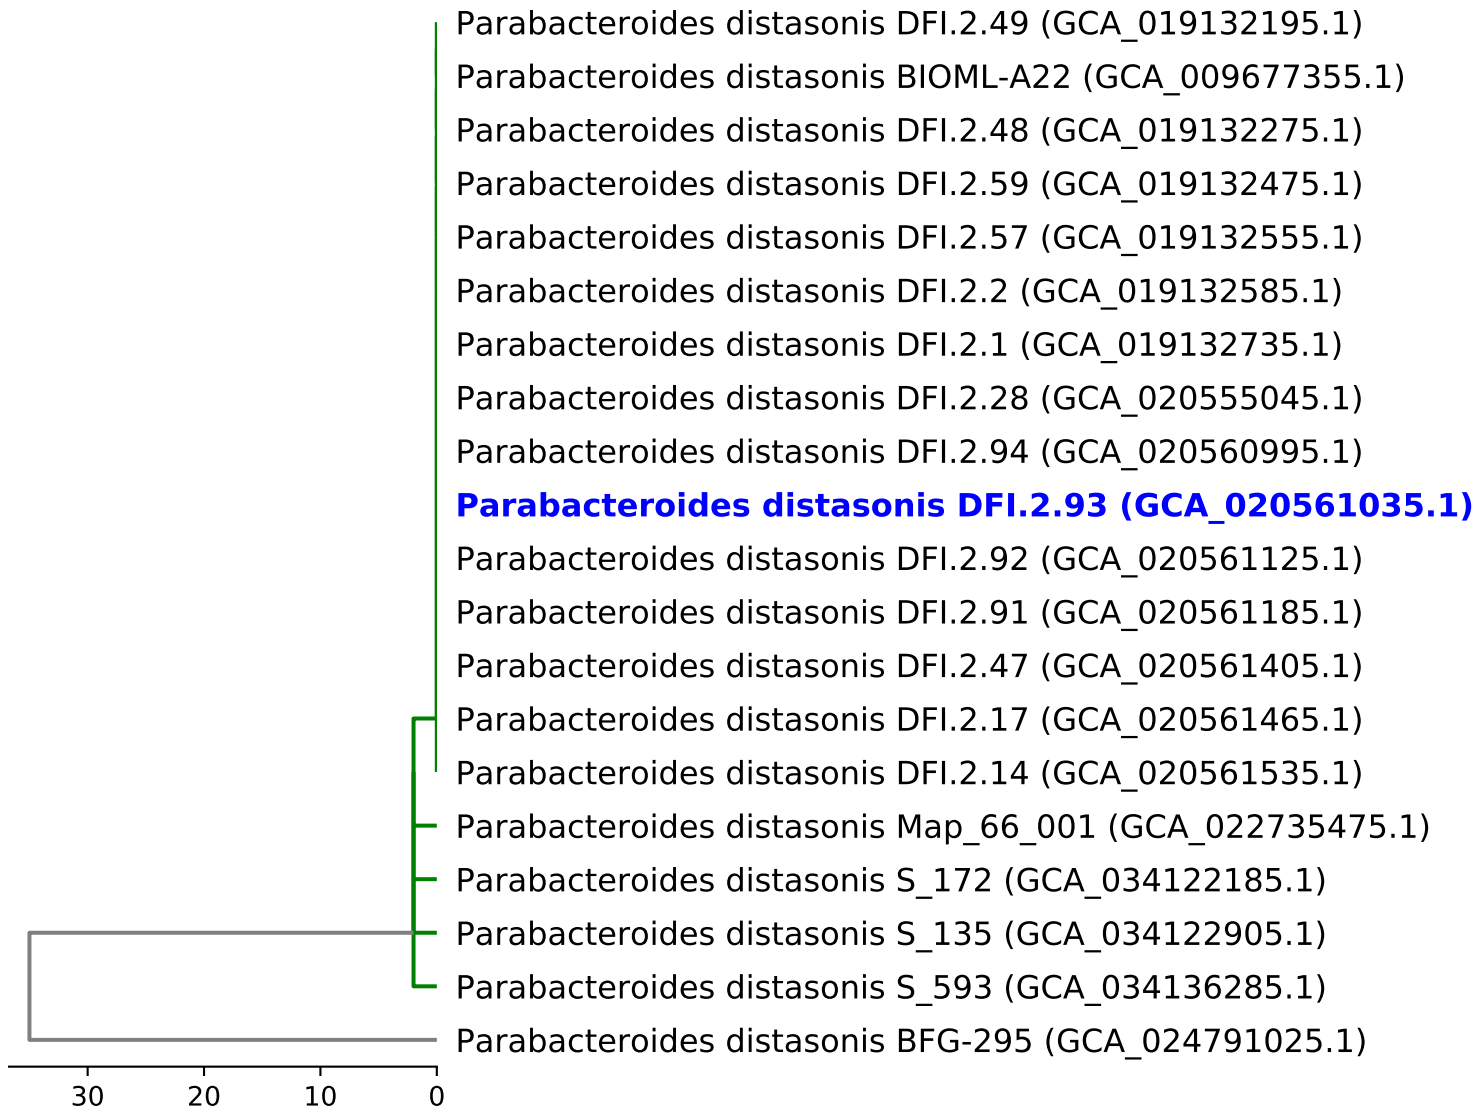 Parabacteroides distasonis DFI.2.49 (GCA_019132195.1)
Parabacteroides distasonis BIOML-A22 (GCA_009677355.1)
Parabacteroides distasonis DFI.2.48 (GCA_019132275.1)
Parabacteroides distasonis DFI.2.59 (GCA_019132475.1)
Parabacteroides distasonis DFI.2.57 (GCA_019132555.1)
Parabacteroides distasonis DFI.2.2 (GCA_019132585.1)
Parabacteroides distasonis DFI.2.1 (GCA_019132735.1)
Parabacteroides distasonis DFI.2.28 (GCA_020555045.1)
Parabacteroides distasonis DFI.2.94 (GCA_020560995.1)
Parabacteroides distasonis DFI.2.93 (GCA_020561035.1)
Parabacteroides distasonis DFI.2.92 (GCA_020561125.1)
Parabacteroides distasonis DFI.2.91 (GCA_020561185.1)
Parabacteroides distasonis DFI.2.47 (GCA_020561405.1)
Parabacteroides distasonis DFI.2.17 (GCA_020561465.1)
Parabacteroides distasonis DFI.2.14 (GCA_020561535.1)
Parabacteroides distasonis Map_66_001 (GCA_022735475.1)
Parabacteroides distasonis S_172 (GCA_034122185.1)
Parabacteroides distasonis S_135 (GCA_034122905.1)
Parabacteroides distasonis S_593 (GCA_034136285.1)
Parabacteroides distasonis BFG-295 (GCA_024791025.1)
30 20 10 0